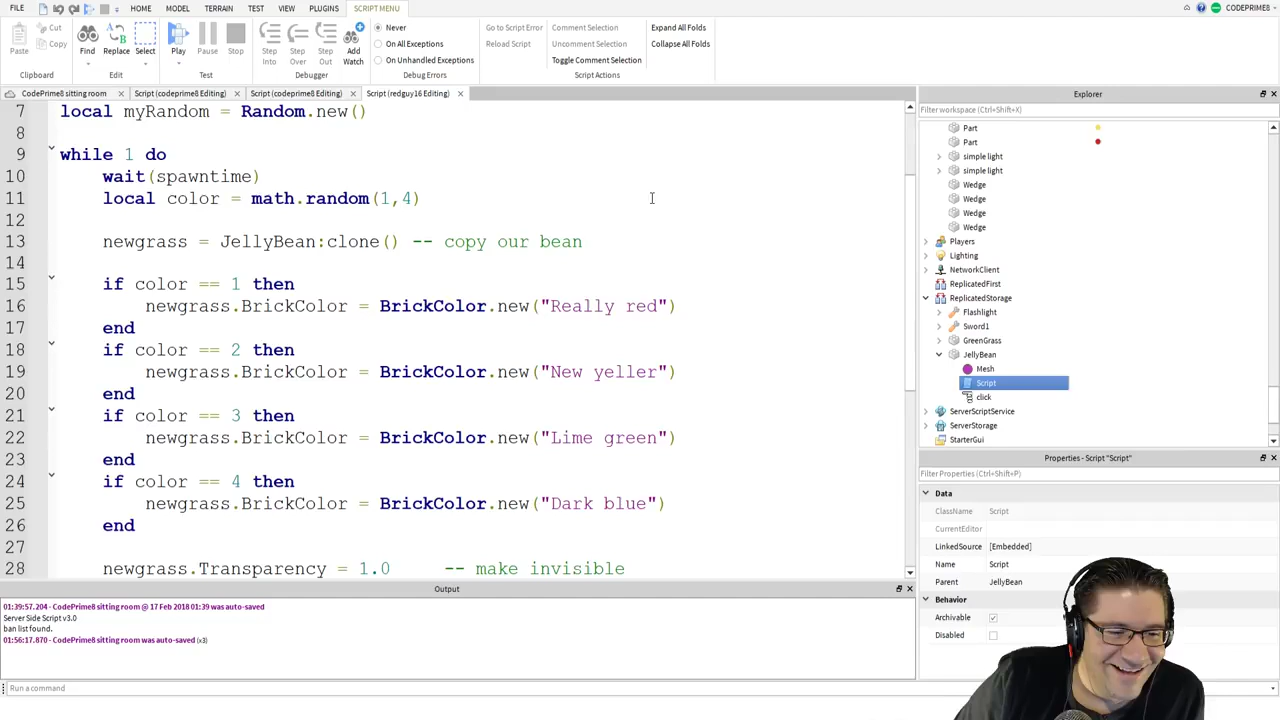 FILE HOME MODEL TERRAIN TEST VIEW PLUGINS SCRIPT MENU CODEPRIME8
Paste Cut Copy Find Replace Select Play Pause Stop Step Into Step Over Step Out Add Watch
Never
On All Exceptions
On Unhandled Exceptions
Go to Script Error
Reload Script
Comment Selection
Uncomment Selection
Toggle Comment Selection
Expand All Folds
Collapse All Folds
Clipboard Edit Test Debugger Debug Errors Script Actions
CodePrime8 sitting room Script (codeprime8 Editing) Script (codeprime8 Editing) Script (redguy16 Editing)
7 local myRandom = Random.new()
8
9 while 1 do
10 wait(spawntime)
11 local color = math.random(1,4)
12
13 newgrass = JellyBean:clone() -- copy our bean
14
15 if color == 1 then
16 newgrass.BrickColor = BrickColor.new("Really red")
17 end
18 if color == 2 then
19 newgrass.BrickColor = BrickColor.new("New yeller")
20 end
21 if color == 3 then
22 newgrass.BrickColor = BrickColor.new("Lime green")
23 end
24 if color == 4 then
25 newgrass.BrickColor = BrickColor.new("Dark blue")
26 end
27
28 newgrass.Transparency = 1.0 -- make invisible
Output
01:39:57.204 - CodePrime8 sitting room @ 17 Feb 2018 01:39 was auto-saved
Server Side Script v3.0
ban list found.
01:56:17.870 - CodePrime8 sitting room was auto-saved (x3)
Run a command
Explorer
Filter workspace (Ctrl+Shift+X)
Part
Part
simple light
simple light
Wedge
Wedge
Wedge
Wedge
Players
Lighting
NetworkClient
ReplicatedFirst
ReplicatedStorage
Flashlight
Sword1
GreenGrass
JellyBean
Mesh
Script
click
ServerScriptService
ServerStorage
StarterGui
Properties - Script "Script"
Filter Properties (Ctrl+Shift+P)
Data
ClassName Script
CurrentEditor
LinkedSource [Embedded]
Name Script
Parent JellyBean
Behavior
Archivable
Disabled